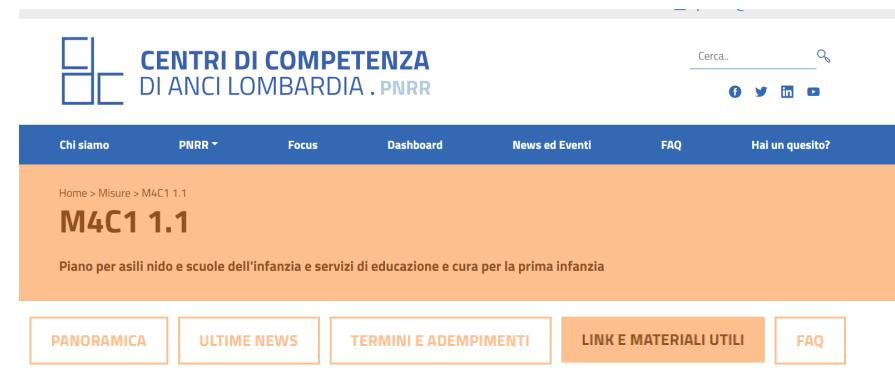 CENTRI DI COMPETENZA
DI ANCI LOMBARDIA . PNRR
Cerca..
Chi siamo PNRR Focus Dashboard News ed Eventi FAQ Hai un quesito?
Home > Misure > M4C1 1.1
M4C1 1.1
Piano per asili nido e scuole dell'infanzia e servizi di educazione e cura per la prima infanzia
PANORAMICA ULTIME NEWS TERMINI E ADEMPIMENTI LINK E MATERIALI UTILI FAQ